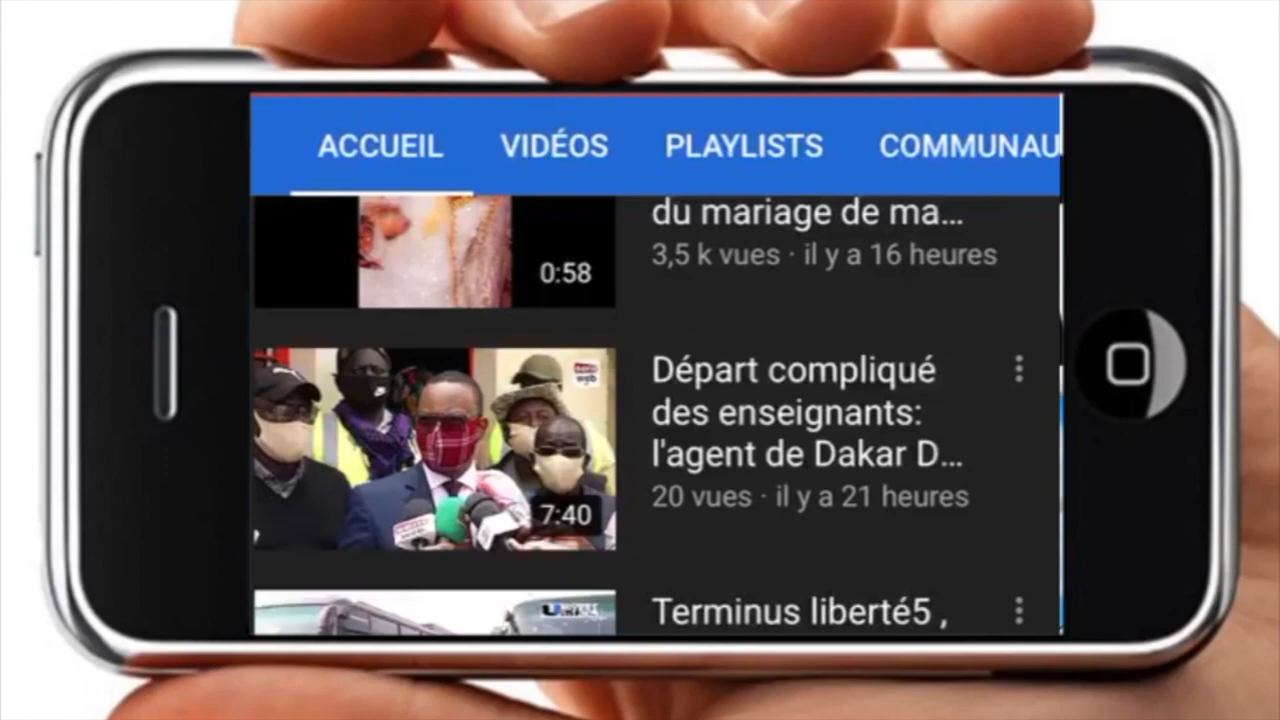 ACCUEIL VIDÉOS PLAYLISTS COMMUNAU
du mariage de ma...
3,5 k vues · il y a 16 heures
0:58
Départ compliqué
des enseignants:
l'agent de Dakar D...
20 vues · il y a 21 heures
7:40
Terminus liberté5 ,